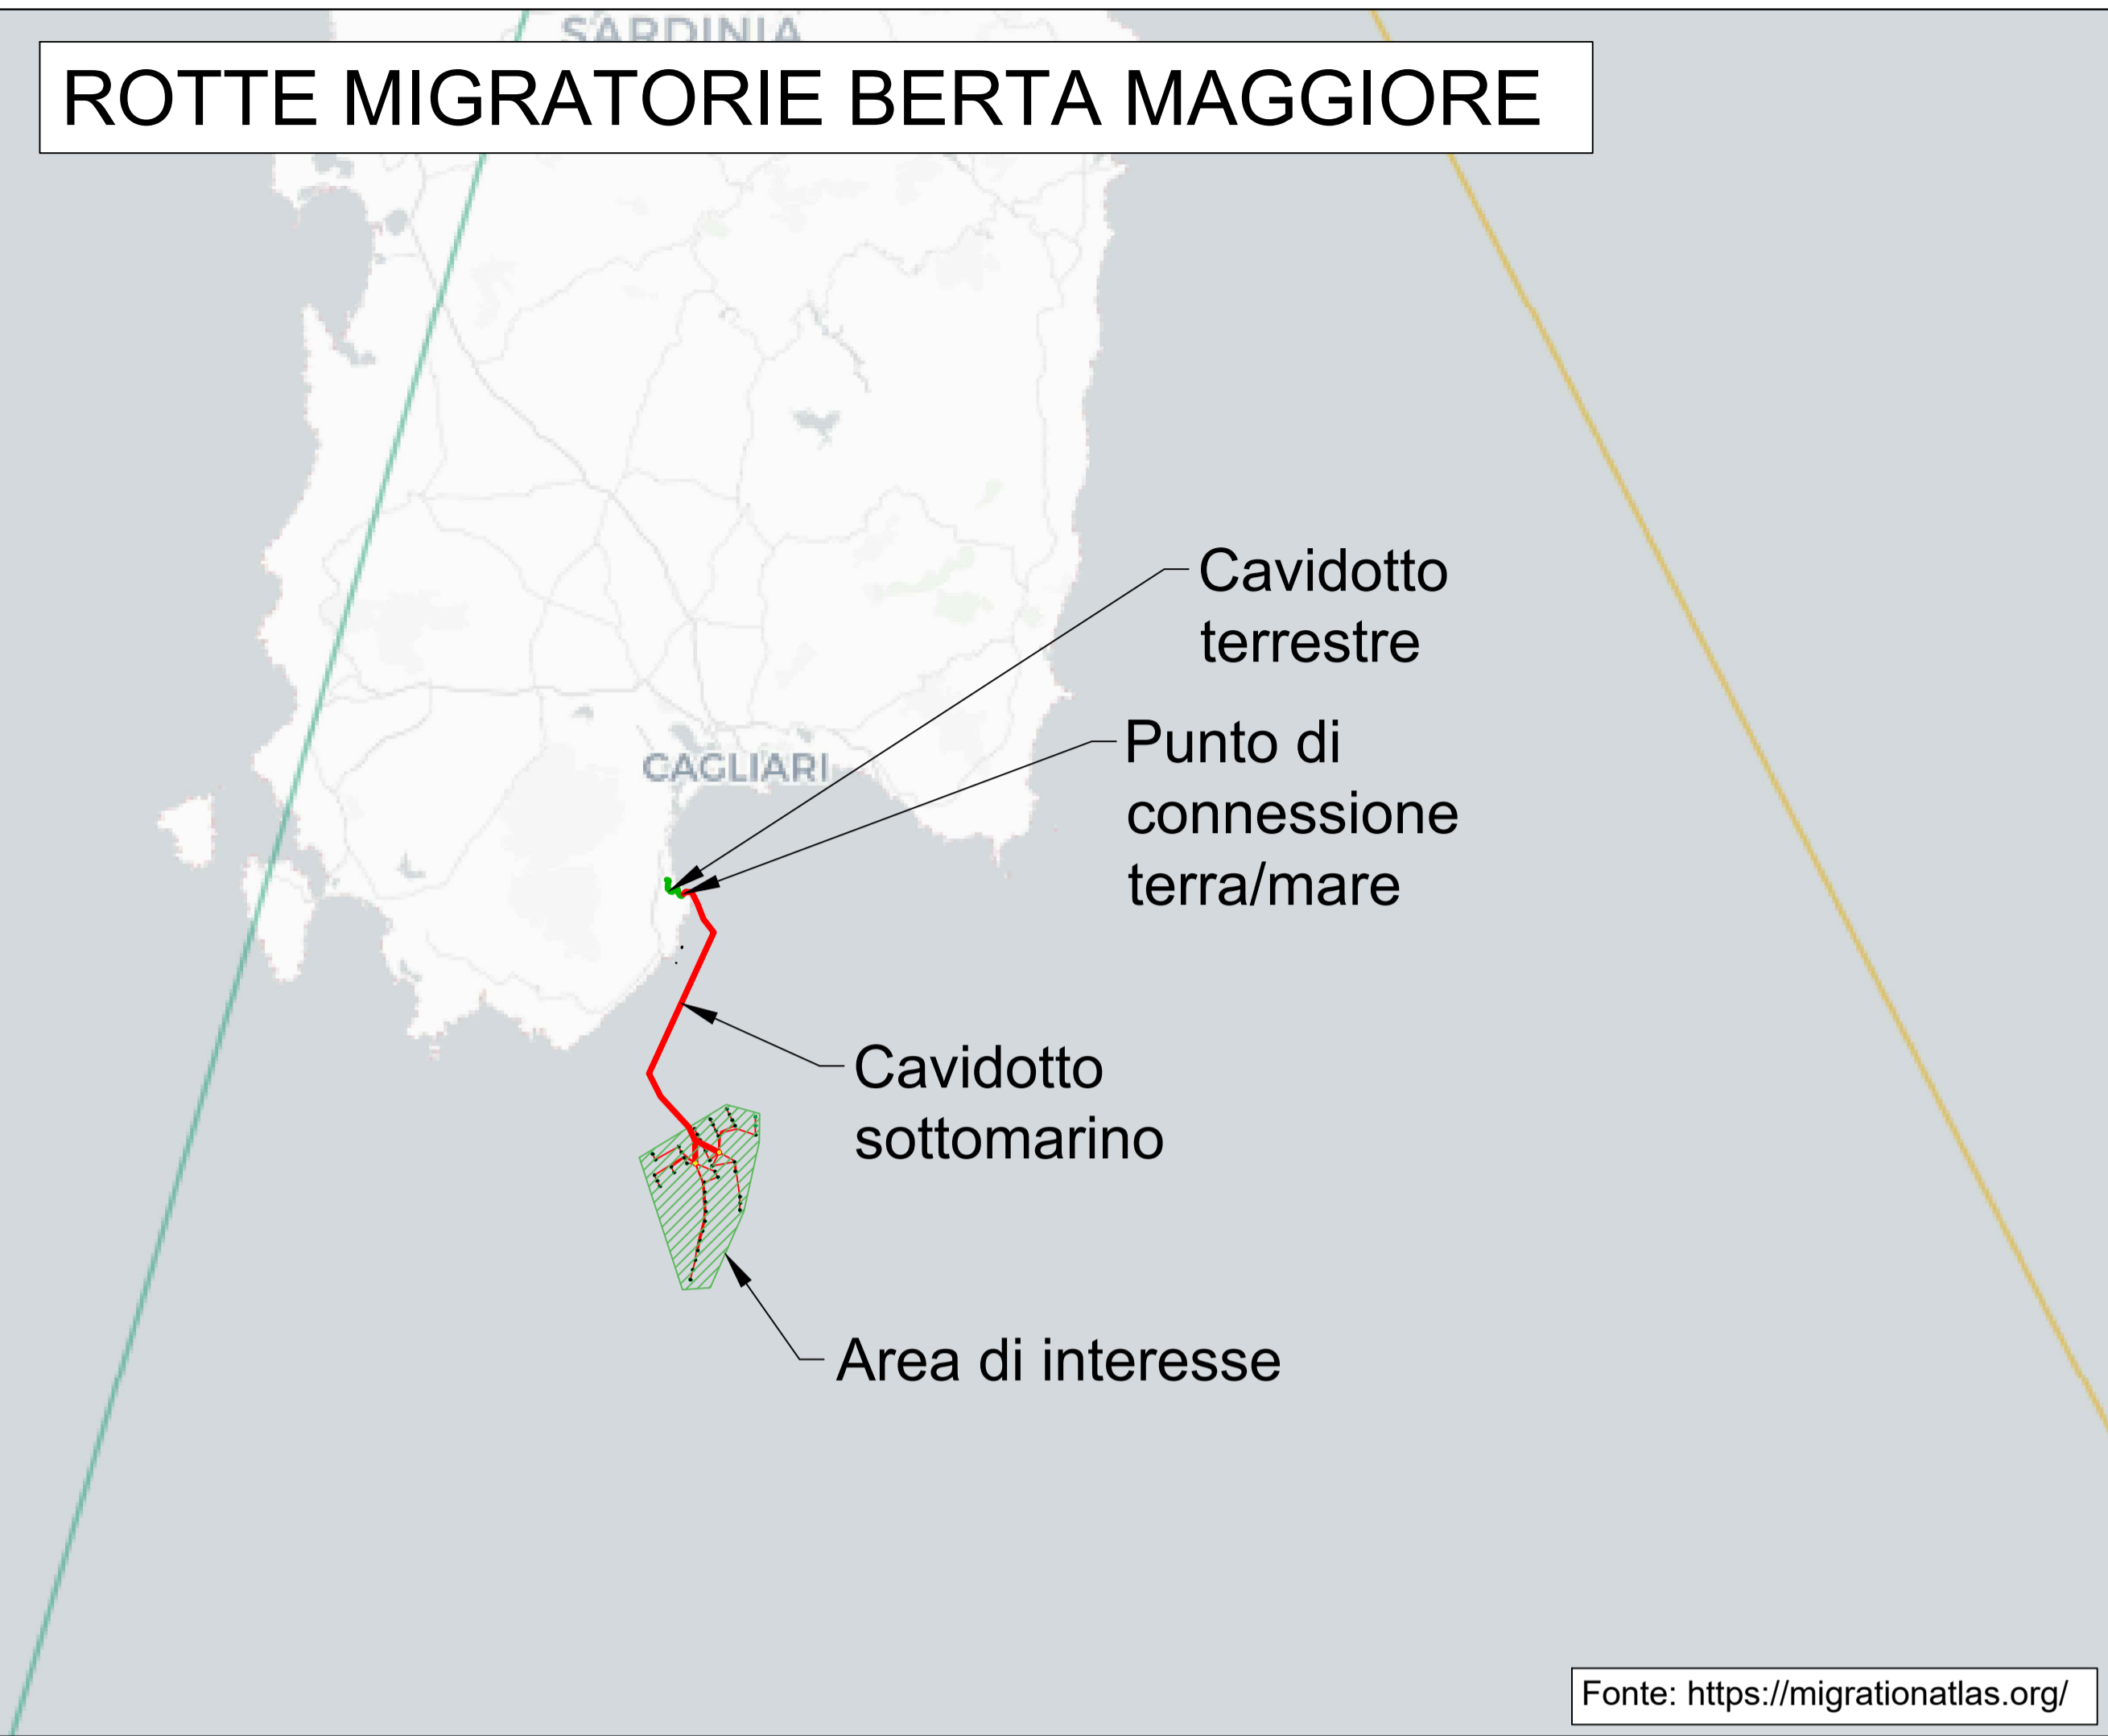 SARDINIA
ROTTE MIGRATORIE BERTA MAGGIORE
Cavidotto
terrestre
Punto di
connessione
terra/mare
CAGLIARI
Cavidotto
sottomarino
Area di interesse
Fonte: https://migrationatlas.org/